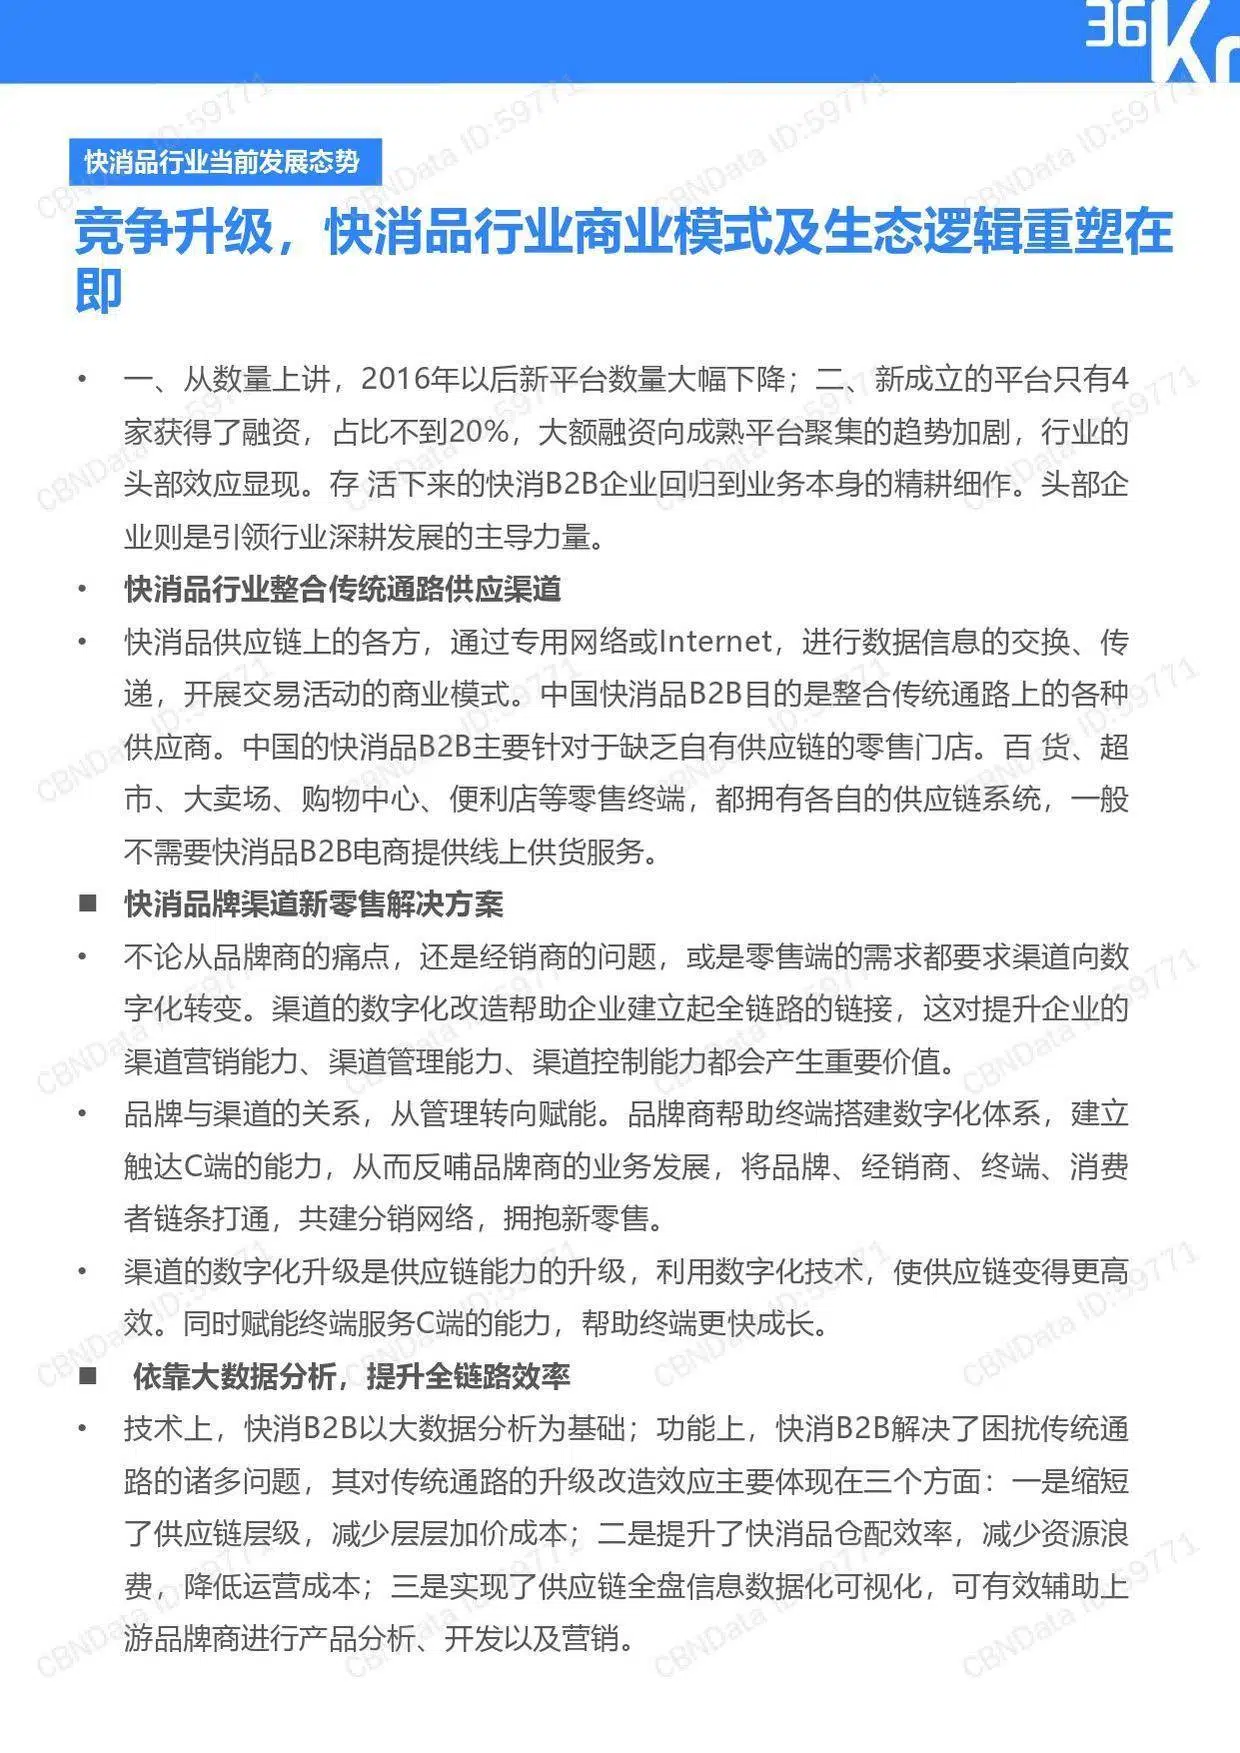 36Kr
快消品行业当前发展态势
竞争升级，快消品行业商业模式及生态逻辑重塑在
即
• 一、从数量上讲，2016年以后新平台数量大幅下降；二、新成立的平台只有4
家获得了融资，占比不到20%，大额融资向成熟平台聚集的趋势加剧，行业的
头部效应显现。存 活下来的快消B2B企业回归到业务本身的精耕细作。头部企
业则是引领行业深耕发展的主导力量。
• 快消品行业整合传统通路供应渠道
• 快消品供应链上的各方，通过专用网络或Internet，进行数据信息的交换、传
递，开展交易活动的商业模式。中国快消品B2B目的是整合传统通路上的各种
供应商。中国的快消品B2B主要针对于缺乏自有供应链的零售门店。百 货、超
市、大卖场、购物中心、便利店等零售终端，都拥有各自的供应链系统，一般
不需要快消品B2B电商提供线上供货服务。
■ 快消品牌渠道新零售解决方案
• 不论从品牌商的痛点，还是经销商的问题，或是零售端的需求都要求渠道向数
字化转变。渠道的数字化改造帮助企业建立起全链路的链接，这对提升企业的
渠道营销能力、渠道管理能力、渠道控制能力都会产生重要价值。
• 品牌与渠道的关系，从管理转向赋能。品牌商帮助终端搭建数字化体系，建立
触达C端的能力，从而反哺品牌商的业务发展，将品牌、经销商、终端、消费
者链条打通，共建分销网络，拥抱新零售。
• 渠道的数字化升级是供应链能力的升级，利用数字化技术，使供应链变得更高
效。同时赋能终端服务C端的能力，帮助终端更快成长。
■ 依靠大数据分析，提升全链路效率
• 技术上，快消B2B以大数据分析为基础；功能上，快消B2B解决了困扰传统通
路的诸多问题，其对传统通路的升级改造效应主要体现在三个方面：一是缩短
了供应链层级，减少层层加价成本；二是提升了快消品仓配效率，减少资源浪
费，降低运营成本；三是实现了供应链全盘信息数据化可视化，可有效辅助上
游品牌商进行产品分析、开发以及营销。
CBNData ID:59771